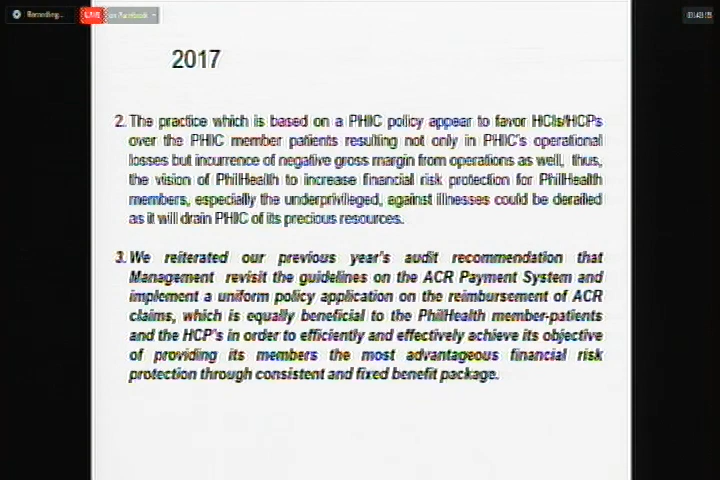 Recording...
LIVE on Facebook
2017
2. The practice which is based on a PHIC policy appear to favor HCIs/HCPs
over the PHIC member patients resulting not only in PHIC's operational
losses but incurrence of negative gross margin from operations as well, thus,
the vision of PhilHealth to increase financial risk protection for PhilHealth
members, especially the underprivileged, against illnesses could be derailed
as it will drain PHIC of its precious resources.
3. We reiterated our previous year's audit recommendation that
Management revisit the guidelines on the ACR Payment System and
implement a uniform policy application on the reimbursement of ACR
claims, which is equally beneficial to the PhilHealth member-patients
and the HCP's in order to efficiently and effectively achieve its objective
of providing its members the most advantageous financial risk
protection through consistent and fixed benefit package.